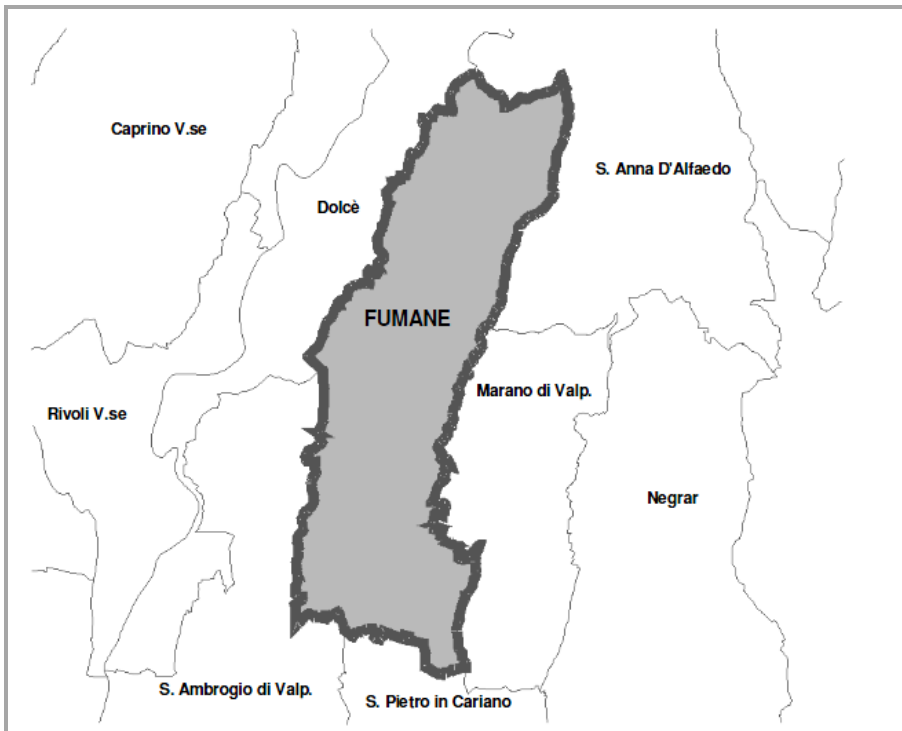 Caprino V.se
S. Anna D'Alfaedo
Dolcè
FUMANE
Marano di Valp.
Rivoli V.se
Negrar
S. Ambrogio di Valp.
S. Pietro in Cariano